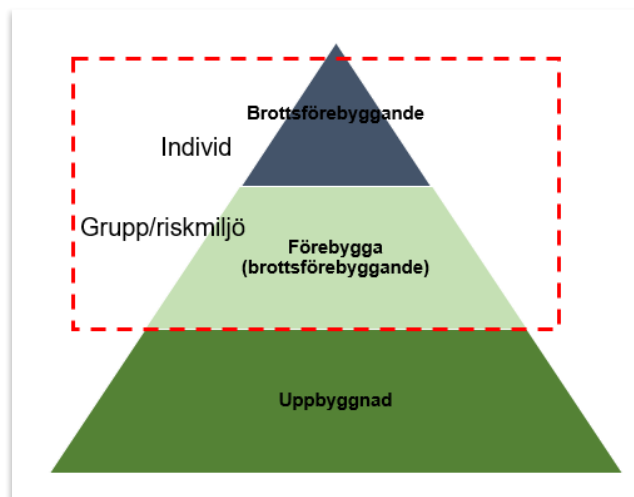 Brottsförebyggande
Individ
Grupp/riskmiljö
Förebygga
(brottsförebyggande)
Uppbyggnad